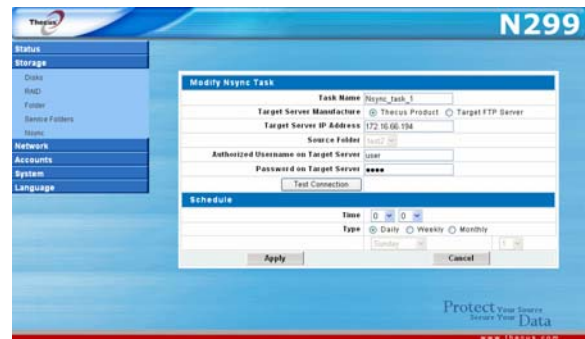 Thecus
N299
Status
Storage
Disks
RAID
Folder
Service Folders
Nsync
Network
Accounts
System
Language
Modify Nsync Task
Task Name Nsync_task_1
Target Server Manufacture Thecus Product Target FTP Server
Target Server IP Address 172.16.66.194
Source Folder test2
Authorized Username on Target Server user
Password on Target Server ●●●●
Test Connection
Schedule
Time 0 0
Type Daily Weekly Monthly
Sunday 1
Apply Cancel
Protect Your Source
Secure Your Data
www.thecus.com